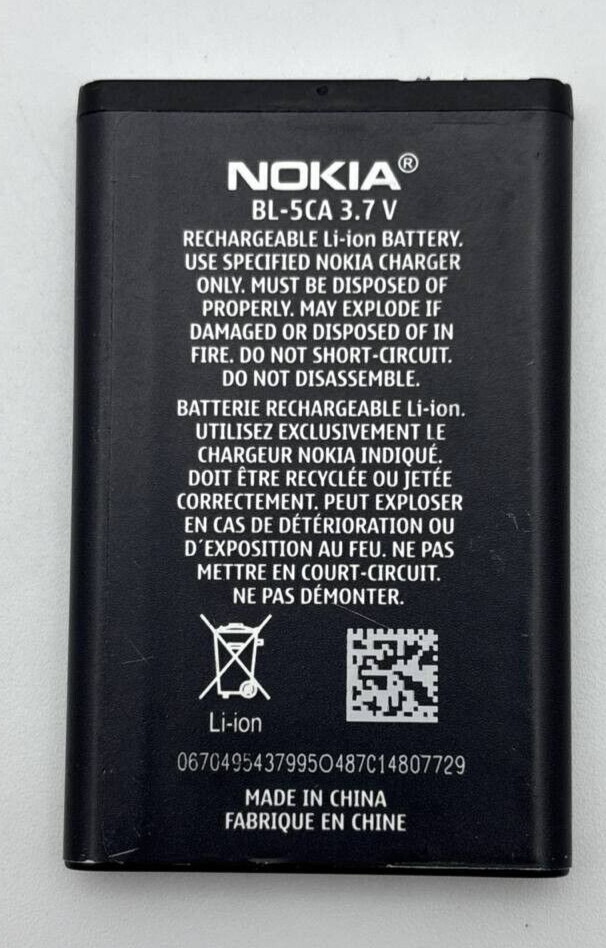 NOKIA®
BL-5CA 3.7 V
RECHARGEABLE Li-ion BATTERY.
USE SPECIFIED NOKIA CHARGER
ONLY. MUST BE DISPOSED OF
PROPERLY. MAY EXPLODE IF
DAMAGED OR DISPOSED OF IN
FIRE. DO NOT SHORT-CIRCUIT.
DO NOT DISASSEMBLE.
BATTERIE RECHARGEABLE Li-ion.
UTILISEZ EXCLUSIVEMENT LE
CHARGEUR NOKIA INDIQUÉ.
DOIT ÊTRE RECYCLÉE OU JETÉE
CORRECTEMENT. PEUT EXPLOSER
EN CAS DE DÉTÉRIORATION OU
D´EXPOSITION AU FEU. NE PAS
METTRE EN COURT-CIRCUIT.
NE PAS DÉMONTER.
Li-ion
0670495437995O487C14807729
MADE IN CHINA
FABRIQUE EN CHINE